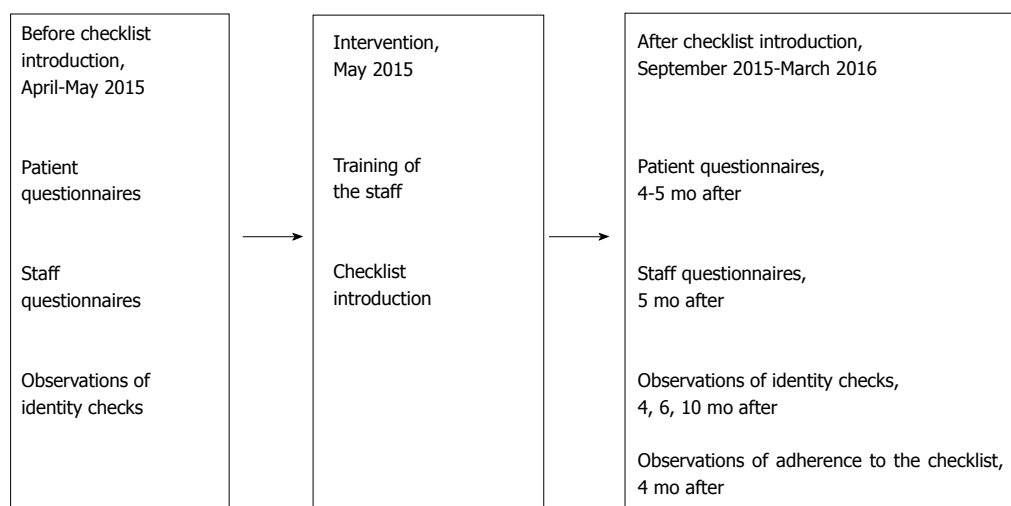 Before checklist
introduction,
April-May 2015
Patient
questionnaires
Staff
questionnaires
Observations of
identity checks
Intervention,
May 2015
Training of
the staff
Checklist
introduction
After checklist introduction,
September 2015-March 2016
Patient questionnaires,
4-5 mo after
Staff questionnaires,
5 mo after
Observations of identity checks,
4, 6, 10 mo after
Observations of adherence to the checklist,
4 mo after